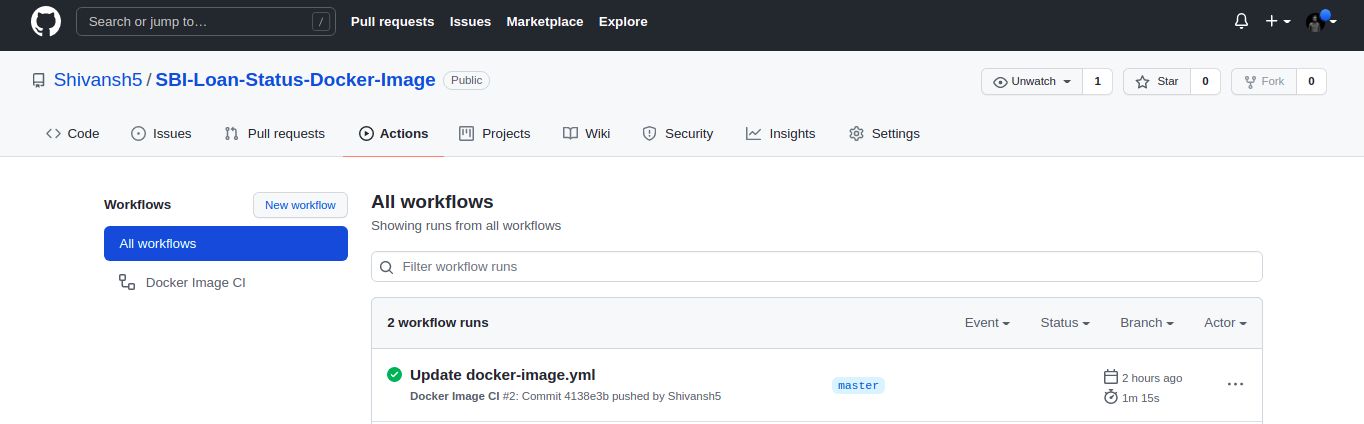 Search or jump to… /
Pull requests Issues Marketplace Explore
Shivansh5 / SBI-Loan-Status-Docker-Image Public
Unwatch 1 Star 0 Fork 0
Code Issues Pull requests Actions Projects Wiki Security Insights Settings
Workflows New workflow
All workflows
Docker Image CI
All workflows
Showing runs from all workflows
Filter workflow runs
2 workflow runs Event Status Branch Actor
Update docker-image.yml
Docker Image CI #2: Commit 4138e3b pushed by Shivansh5
master
2 hours ago
1m 15s